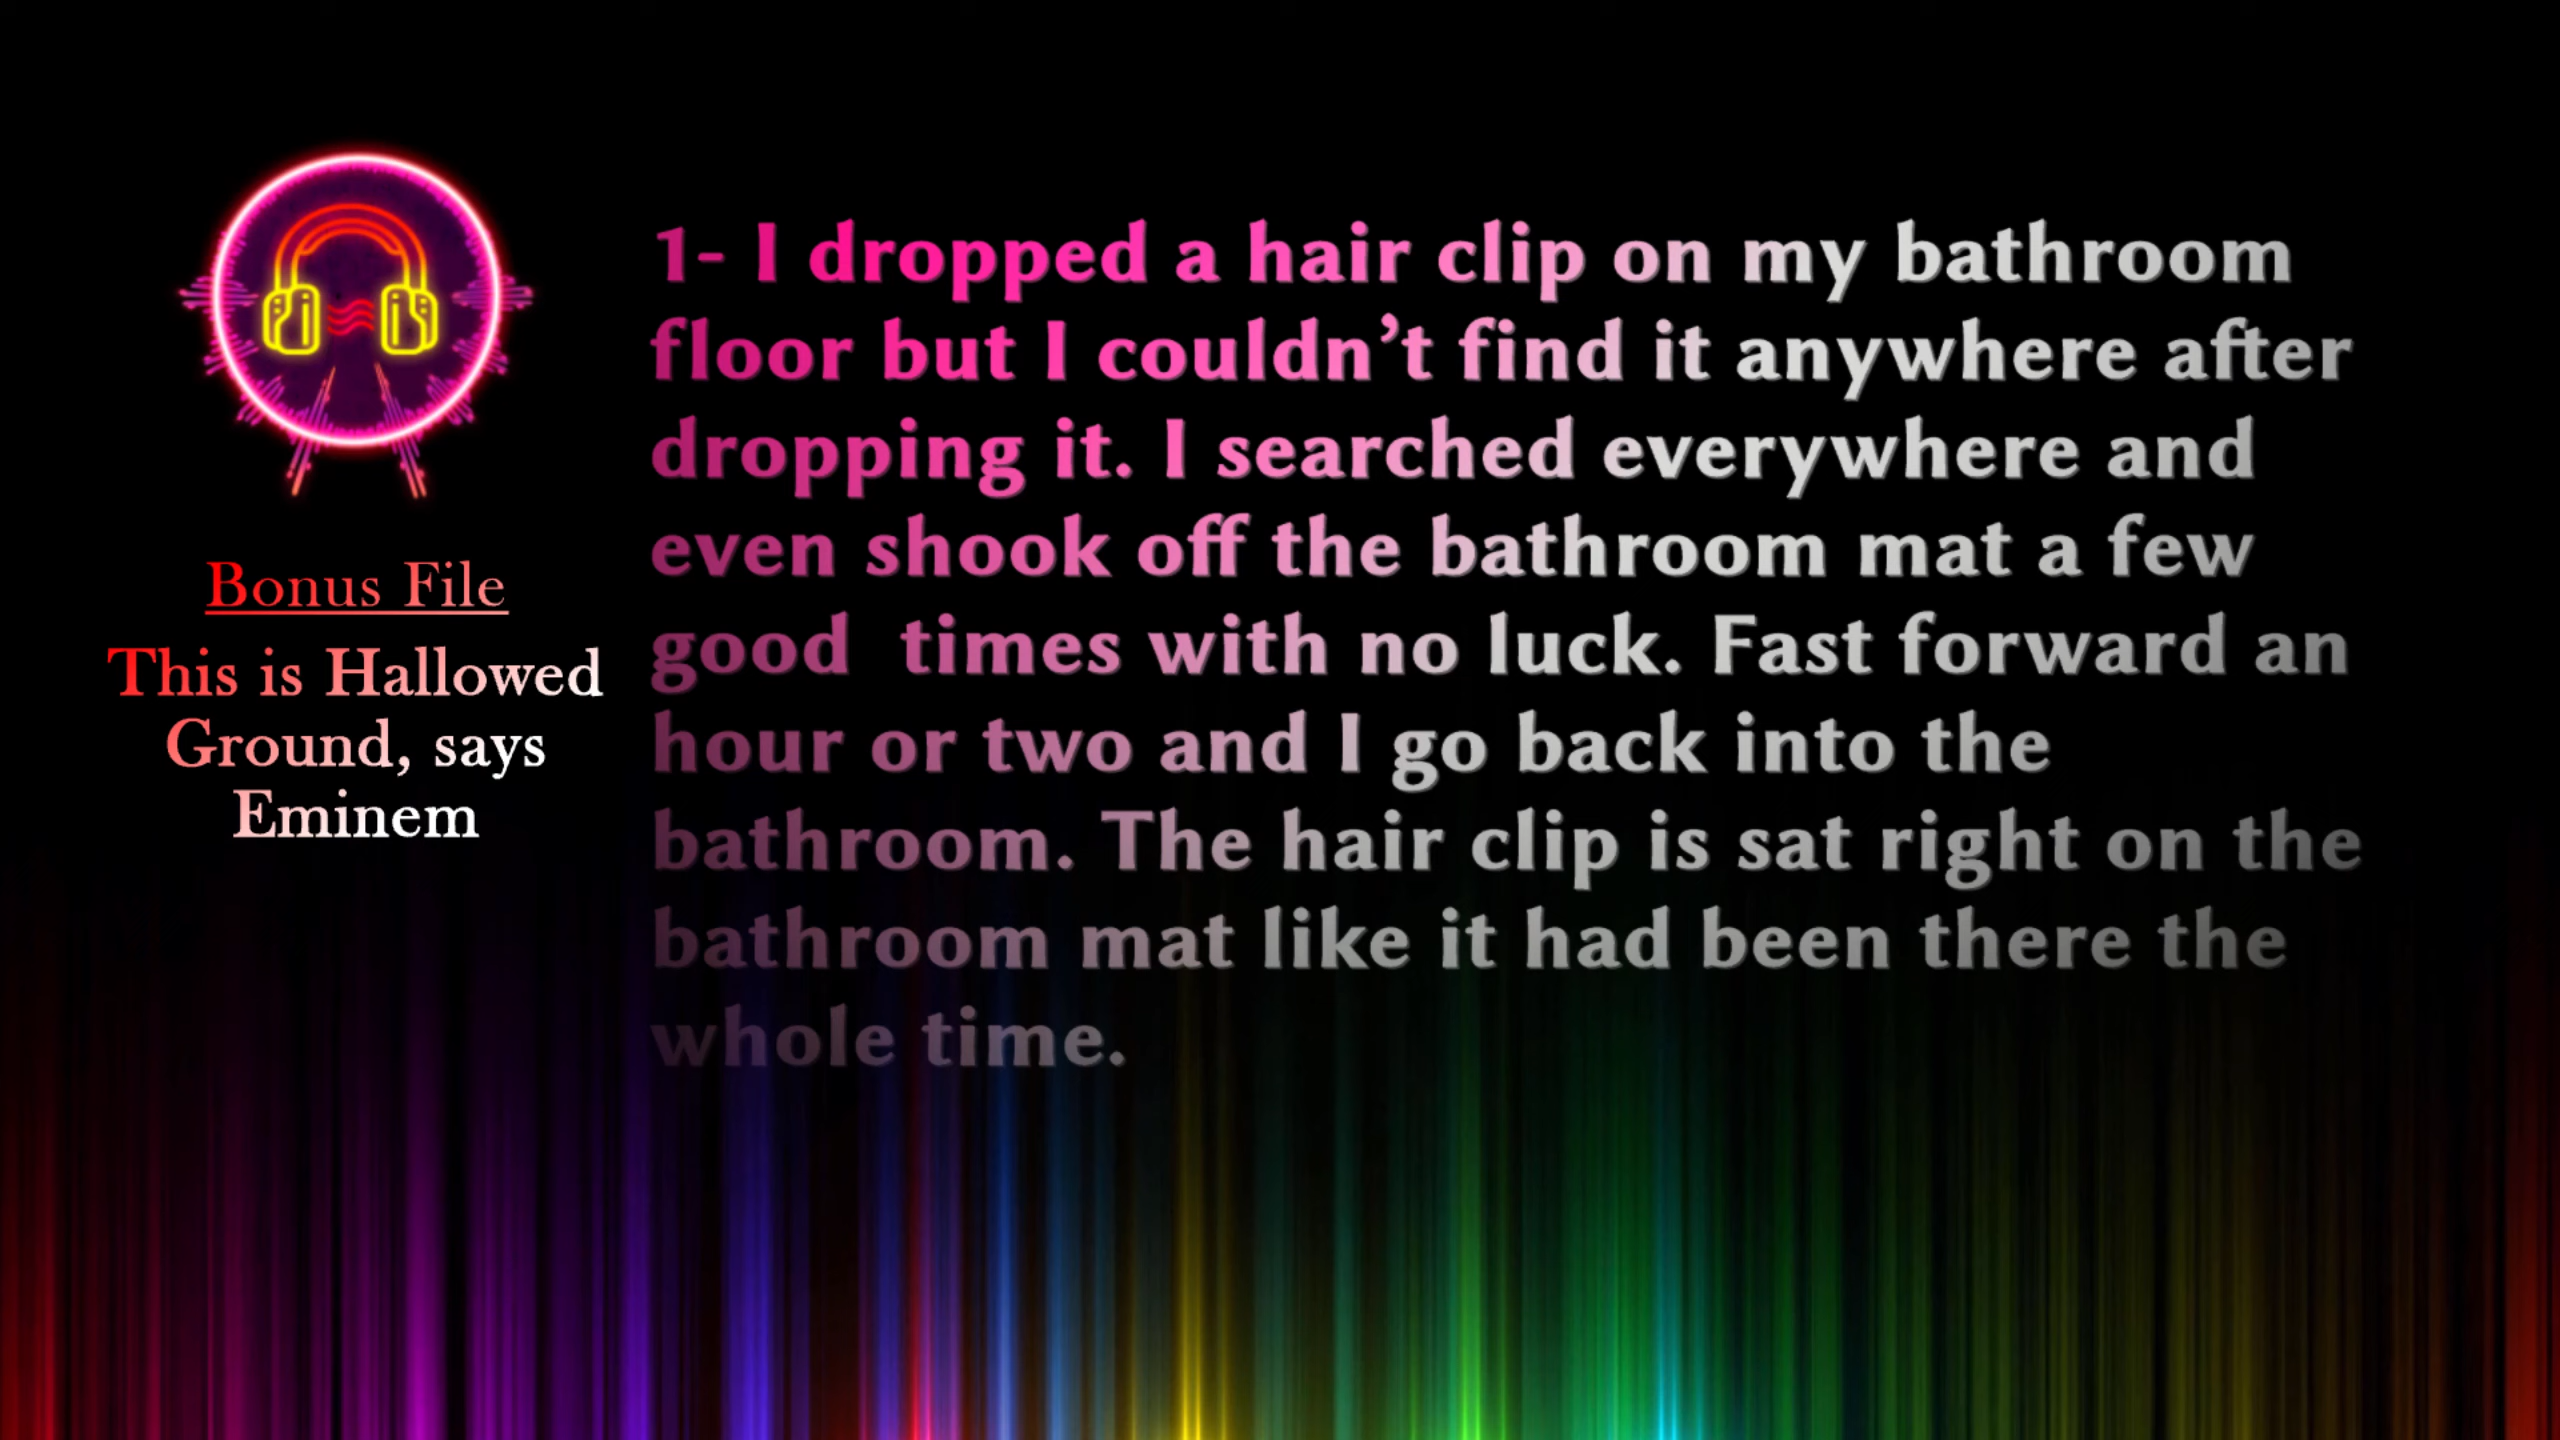 Bonus File
This is Hallowed
Ground, says
Eminem
1- I dropped a hair clip on my bathroom
floor but I couldn’t find it anywhere after
dropping it. I searched everywhere and
even shook off the bathroom mat a few
good  times with no luck. Fast forward an
hour or two and I go back into the
bathroom. The hair clip is sat right on the
bathroom mat like it had been there the
whole time.